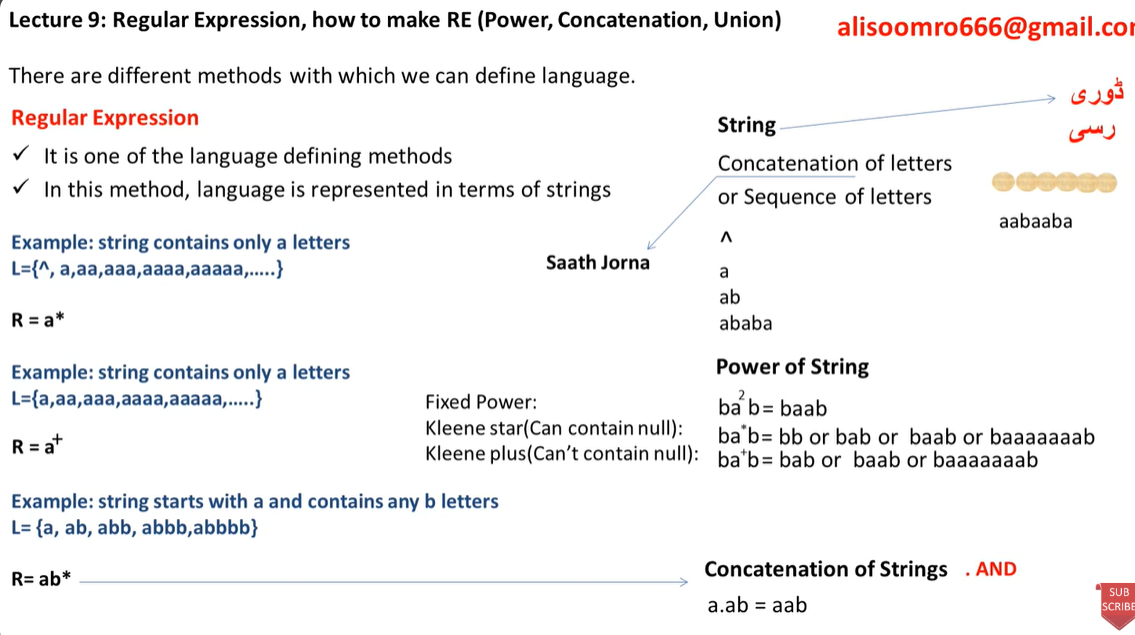 Lecture 9: Regular Expression, how to make RE (Power, Concatenation, Union)
alisoomro666@gmail.com
There are different methods with which we can define language.
Regular Expression
✓ It is one of the language defining methods
✓ In this method, language is represented in terms of strings
Example: string contains only a letters
L={^, a,aa,aaa,aaaa,aaaaa,.....}
R = a*
Example: string contains only a letters
L={a,aa,aaa,aaaa,aaaaa,.....}
R = a⁺
Example: string starts with a and contains any b letters
L= {a, ab, abb, abbb,abbbb}
R= ab*
Saath Jorna
String
ڈوری
رسی
Concatenation of letters
or Sequence of letters
aabaaba
^
a
ab
ababa
Power of String
Fixed Power: ba²b= baab
Kleene star(Can contain null): ba*b= bb or bab or baab or baaaaaaab
Kleene plus(Can't contain null): ba⁺b= bab or baab or baaaaaaab
Concatenation of Strings . AND
a.ab = aab
SUB
SCRIBE